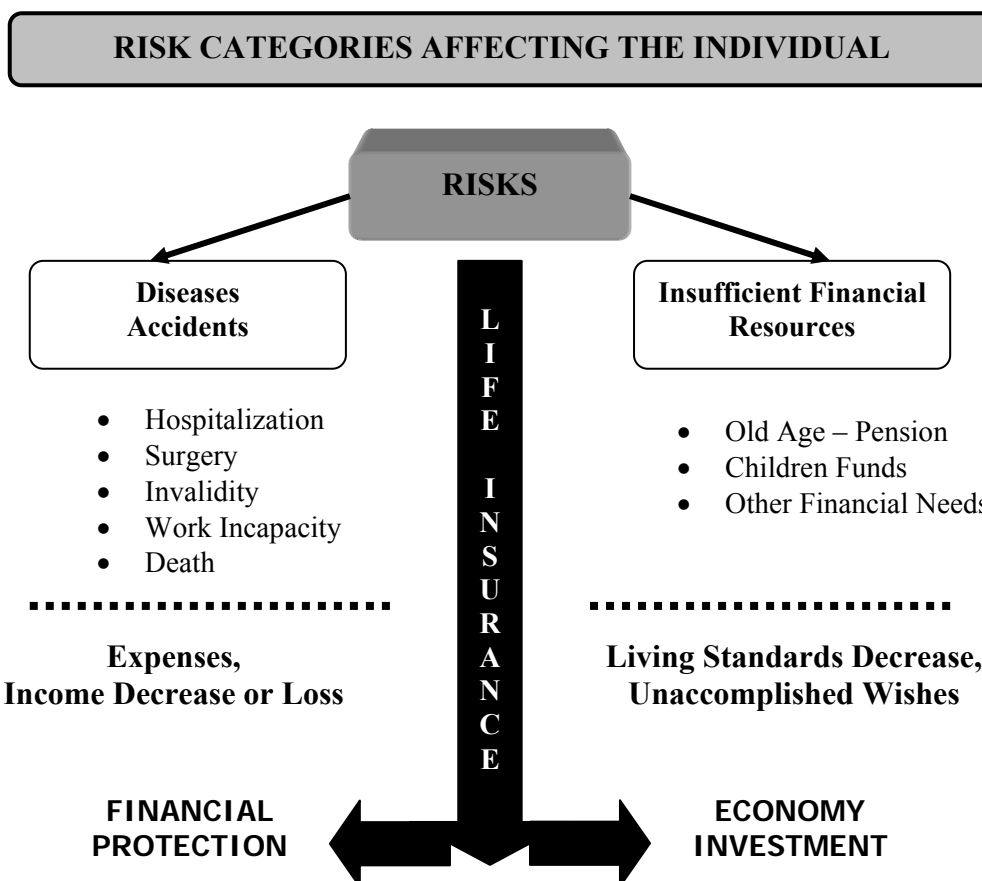 RISK CATEGORIES AFFECTING THE INDIVIDUAL
RISKS
Diseases
Accidents
Insufficient Financial
Resources
• Hospitalization
• Surgery
• Invalidity
• Work Incapacity
• Death
LIFE INSURANCE
• Old Age – Pension
• Children Funds
• Other Financial Needs
Expenses,
Income Decrease or Loss
Living Standards Decrease,
Unaccomplished Wishes
FINANCIAL
PROTECTION
ECONOMY
INVESTMENT